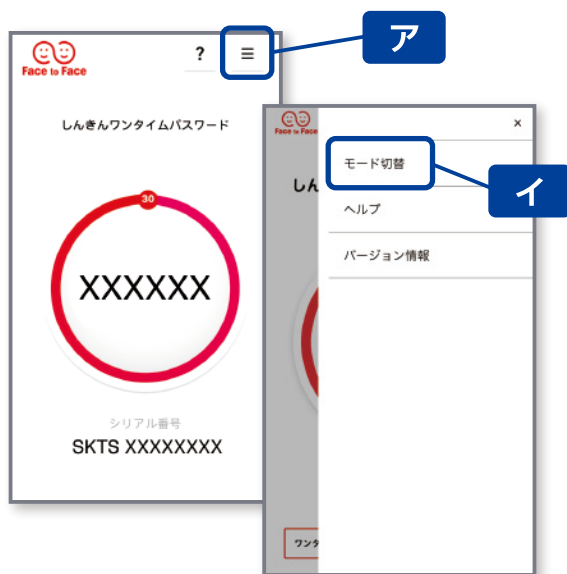 ア
Face to Face
?
≡
しんきんワンタイムパスワード
30
XXXXXX
シリアル番号
SKTS XXXXXXXX
Face to Face
×
モード切替
イ
しん
ヘルプ
バージョン情報
ワンタ